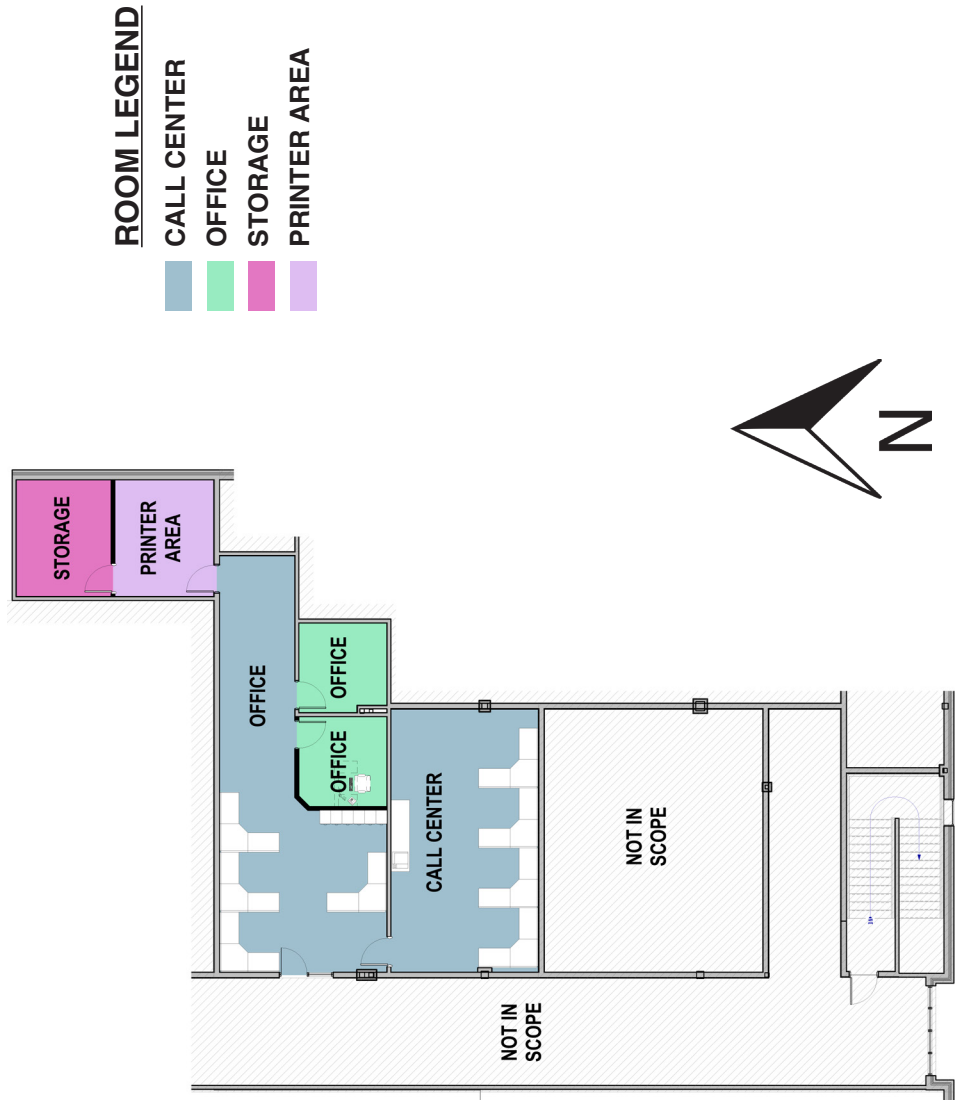 ROOM LEGEND
CALL CENTER
OFFICE
STORAGE
PRINTER AREA
STORAGE
PRINTER
AREA
OFFICE
OFFICE
OFFICE
CALL CENTER
NOT IN
SCOPE
NOT IN
SCOPE
N